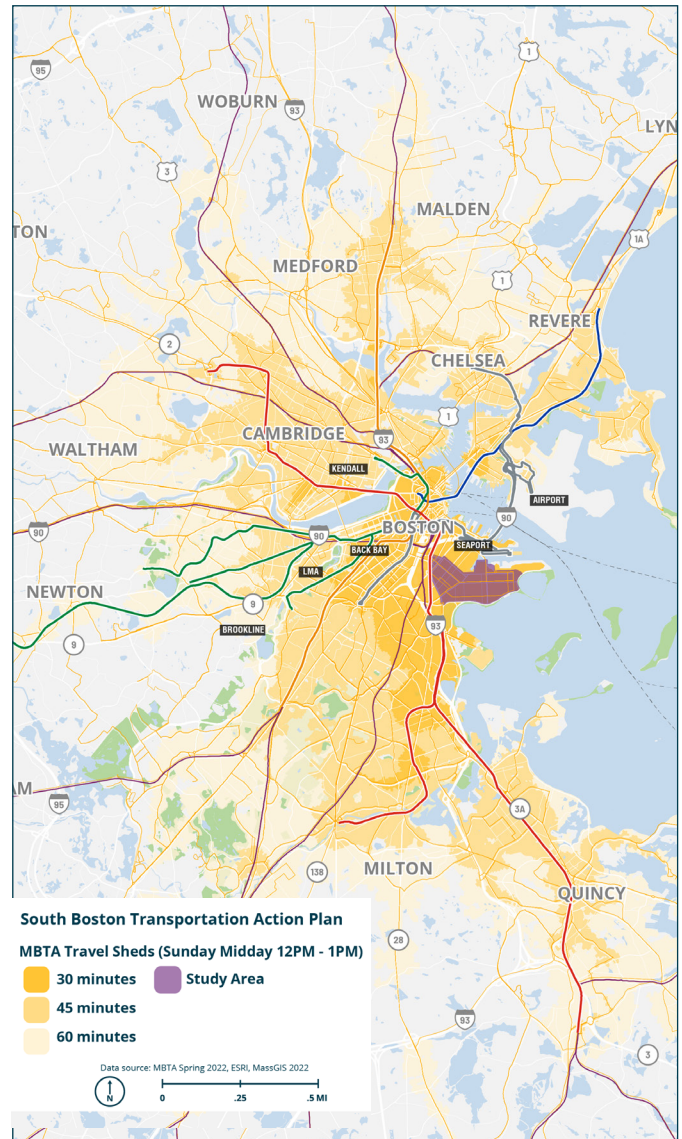 95
1
WOBURN
93
LYN
3
MALDEN
TON
1A
MEDFORD
1
REVERE
2
CHELSEA
1
CAMBRIDGE
93
WALTHAM
KENDALL
AIRPORT
90
BOSTON
90
90
SEAPORT
BACK BAY
LMA
NEWTON
9
93
BROOKLINE
9
AM
95
3A
MILTON
138
QUINCY
28
93
3
South Boston Transportation Action Plan
MBTA Travel Sheds (Sunday Midday 12PM - 1PM)
30 minutes
Study Area
45 minutes
60 minutes
Data source: MBTA Spring 2022, ESRI, MassGIS 2022
N
0 .25 .5 MI